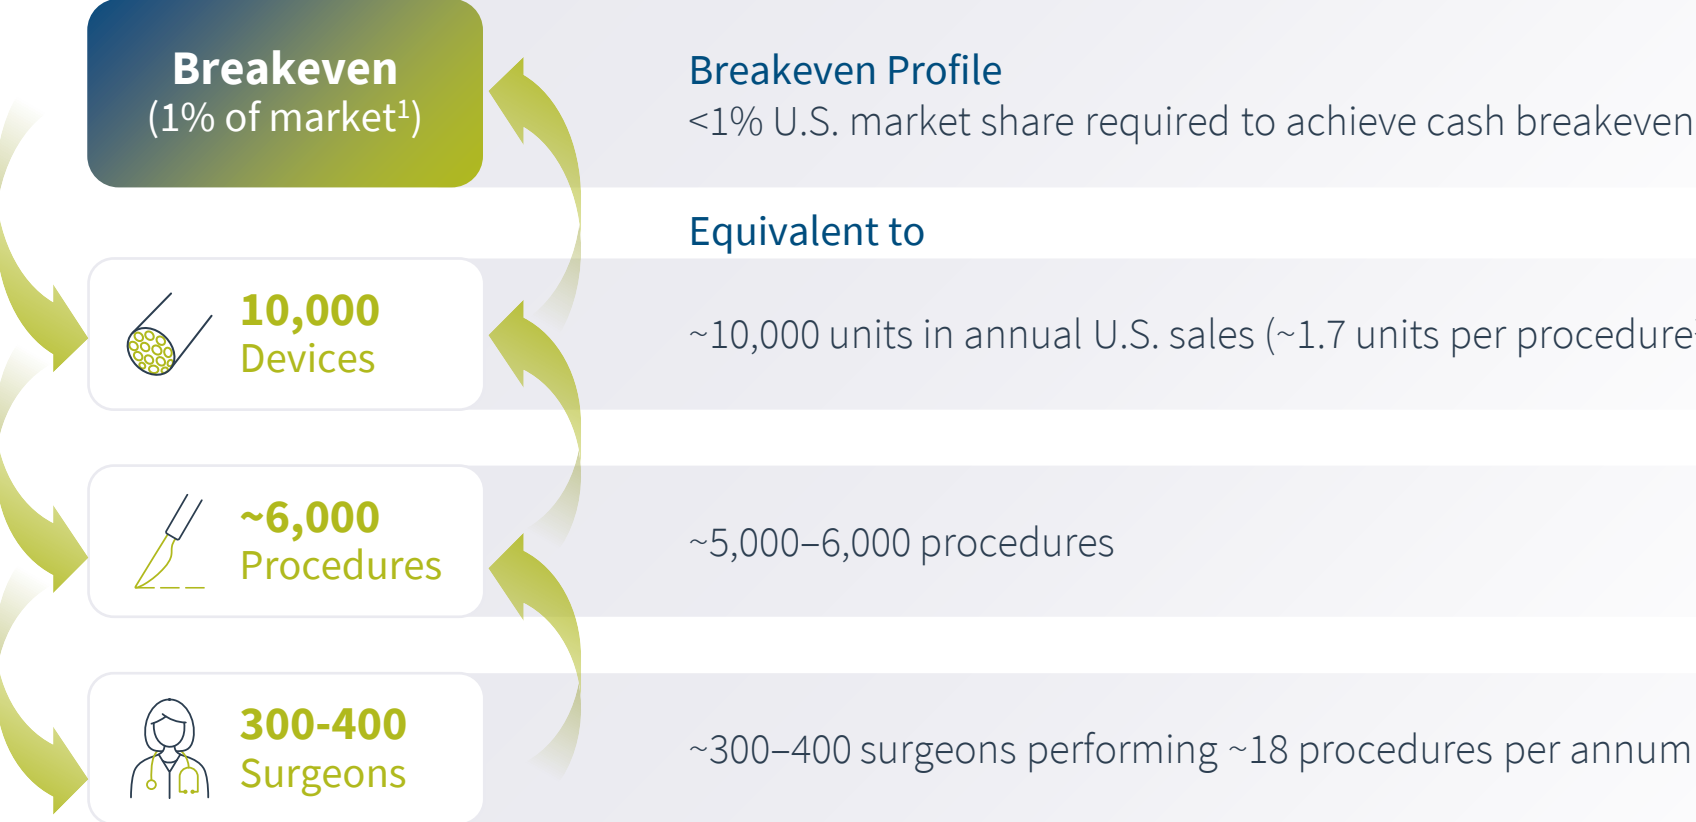 Breakeven
(1% of market¹)
Breakeven Profile
<1% U.S. market share required to achieve cash breakeven
Equivalent to
10,000
Devices
~10,000 units in annual U.S. sales (~1.7 units per procedure
~6,000
Procedures
~5,000–6,000 procedures
300-400
Surgeons
~300–400 surgeons performing ~18 procedures per annum